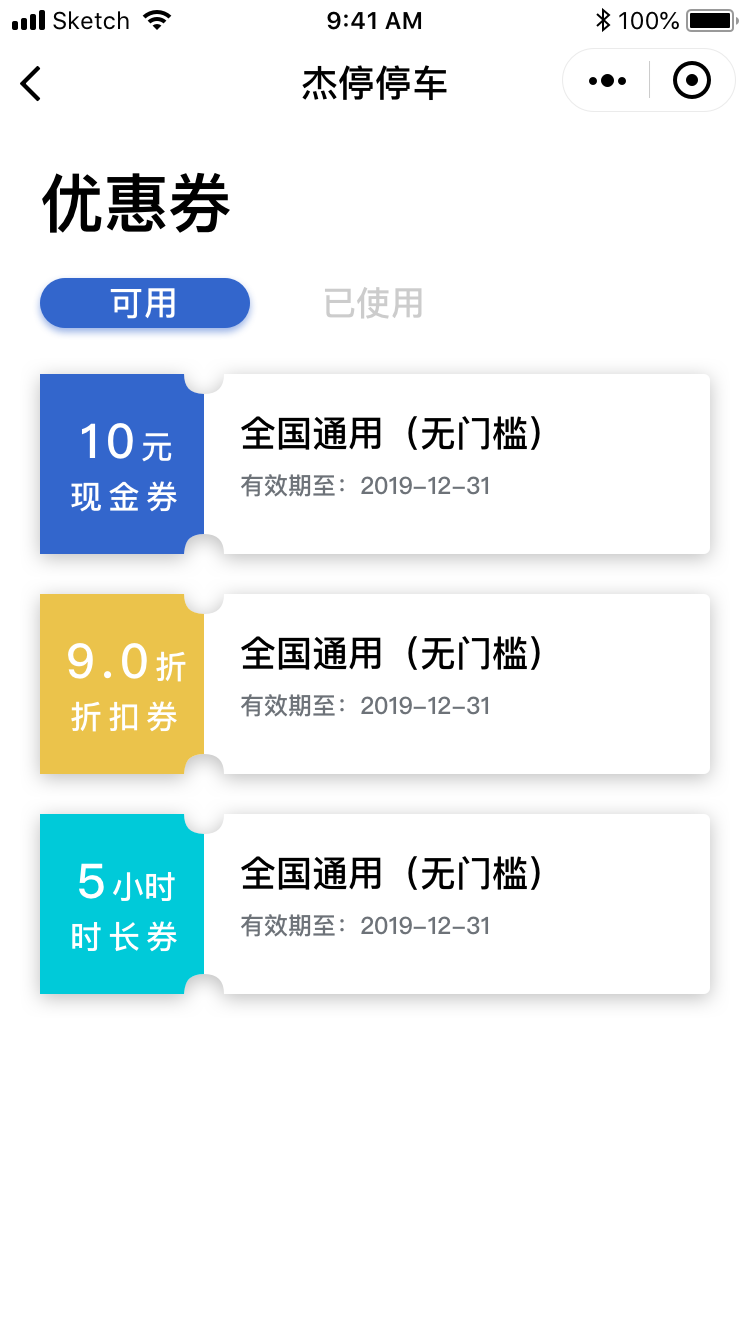 Sketch 9:41 AM 100%
杰停停车
优惠券
可用 已使用
10元
现金券
全国通用（无门槛）
有效期至：2019-12-31
9.0折
折扣券
全国通用（无门槛）
有效期至：2019-12-31
5小时
时长券
全国通用（无门槛）
有效期至：2019-12-31